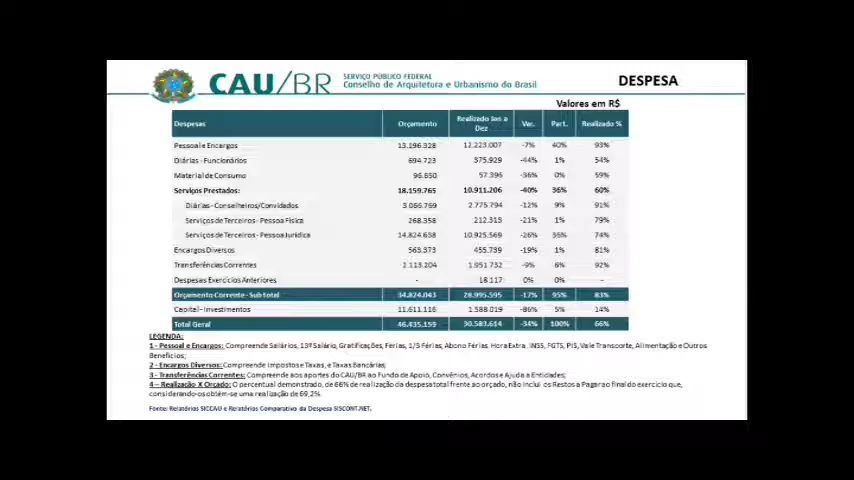 CAU/BR
SERVIÇO PÚBLICO FEDERAL
Conselho de Arquitetura e Urbanismo do Brasil
DESPESA
Valores em R$
Despesas Orçamento Realizado Jan a Dez Var. Part. Realizado %
Pessoal e Encargos 13.196.328 12.223.007 -7% 40% 93%
Diárias - Funcionários 694.723 375.929 -44% 1% 54%
Material de Consumo 96.650 57.396 -36% 0% 59%
Serviços Prestados: 18.159.765 10.911.206 -40% 36% 60%
Diárias - Conselheiros/Convidados 3.066.769 2.775.794 -12% 9% 91%
Serviços de Terceiros - Pessoa Física 268.358 212.313 -21% 1% 79%
Serviços de Terceiros - Pessoa Jurídica 14.824.638 10.925.569 -26% 74%
Encargos Diversos 563.373 455.739 -19% 1% 81%
Transferências Correntes 2.113.204 1.951.732 -9% 6% 92%
Despesas Exercícios Anteriores - 18.117 0% 0% -
Orçamento Corrente - Sub total 34.824.043 28.995.595 -17% 95% 83%
Capital - Investimentos 11.611.116 1.588.019 -86% 5% 14%
Total Geral 46.435.159 30.583.614 -34% 100% 66%
LEGENDA:
1 - Pessoal e Encargos: Compreende Salários, 13º Salário, Gratificações, Férias, 1/3 Férias, Abono Férias, Hora Extra, INSS, FGTS, PIS, Vale Transporte, Alimentação e Outros
Benefícios;
2 - Encargos Diversos: Compreende Impostos e Taxas, e Taxas Bancárias;
3 - Transferências Correntes: Compreende aos aportes do CAU/BR ao Fundo de Apoio, Convênios, Acordos e Ajuda a Entidades;
4 – Realização X Orçado: O percentual demonstrado, de 66% de realização da despesa total frente ao orçado, não inclui os Restos a Pagar ao final do exercício que,
considerando-os obtém-se uma realização de 69,2%.
Fonte: Relatórios SICCAU e Relatórios Comparativo da Despesa SISCONT.NET.